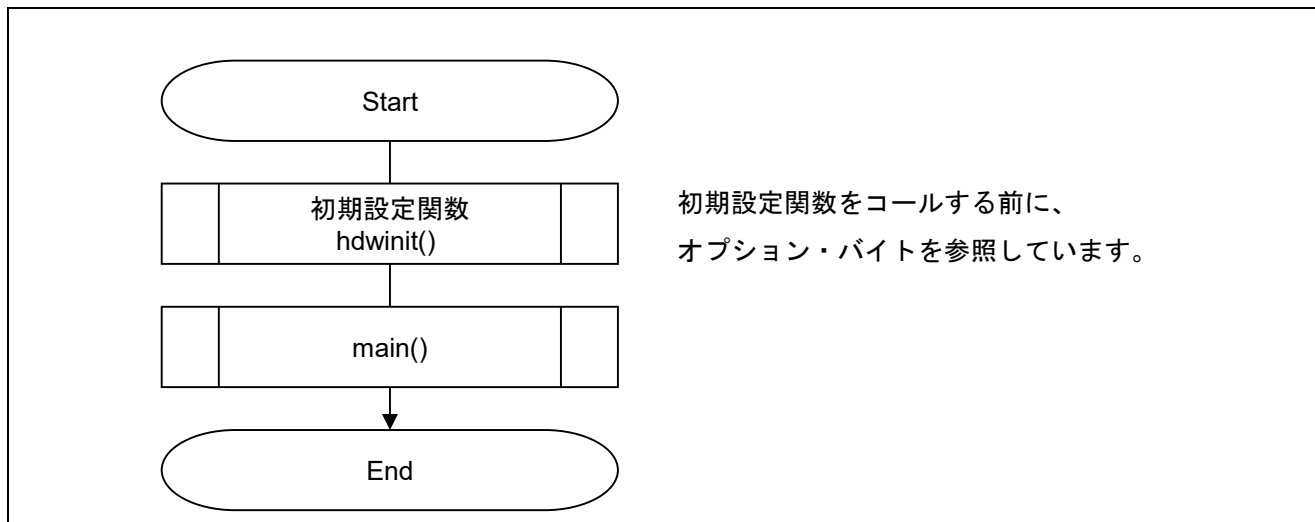 Start
初期設定関数
hdwinit()
初期設定関数をコールする前に、
オプション・バイトを参照しています。
main()
End